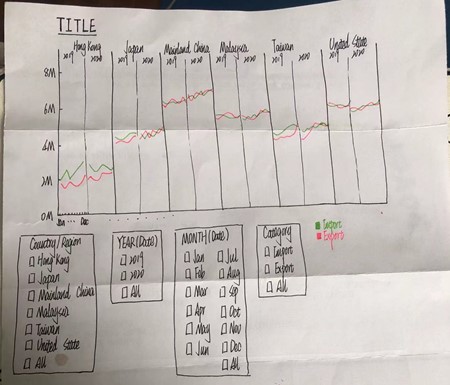 TITLE
Hong Kong Japan Mainland China Malaysia Taiwan United State
2019 2020 2019 2020 2019 2020 2019 2020 2019 2020 2019 2020
8M
6M
4M
2M
0M
Jan ... Dec
Import
Export
Country/Region
Hong Kong
Japan
Mainland China
Malaysia
Taiwan
United State
All
YEAR(Date)
2019
2020
All
MONTH(Date)
Jan Jul
Feb Aug
Mar Sep
Apr Oct
May Nov
Jun Dec
All
Category
Import
Export
All